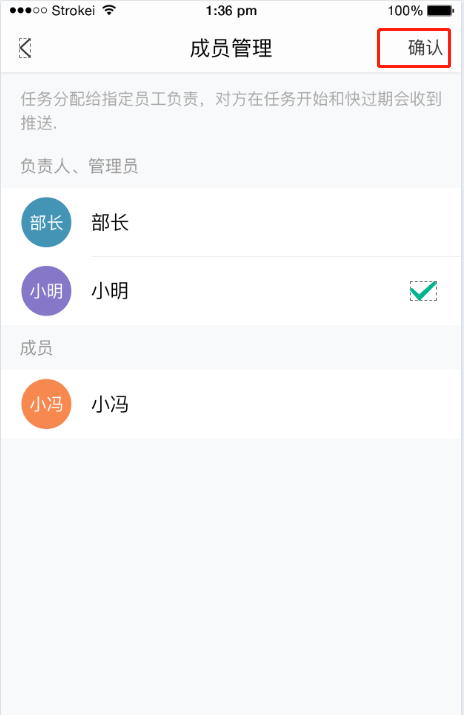 Strokei 1:36 pm 100%
成员管理 确认
任务分配给指定员工负责，对方在任务开始和快过期会收到
推送.
负责人、管理员
部长 部长
小明 小明
成员
小冯 小冯